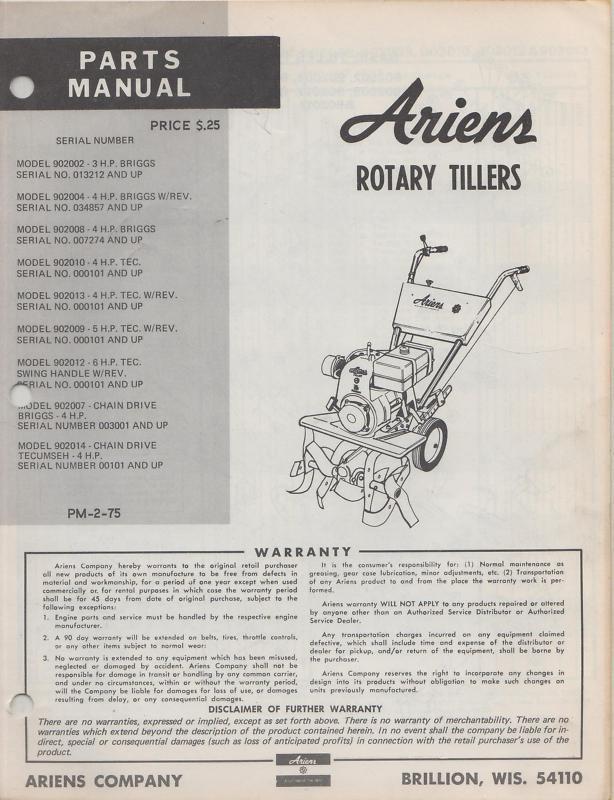 PARTS
MANUAL
PRICE $.25
SERIAL NUMBER
MODEL 902002 - 3 H.P. BRIGGS
SERIAL NO. 013212 AND UP
MODEL 902004 - 4 H.P. BRIGGS W/REV.
SERIAL NO. 034857 AND UP
MODEL 902008 - 4 H.P. BRIGGS
SERIAL NO. 007274 AND UP
MODEL 902010 - 4 H.P. TEC.
SERIAL NO. 000101 AND UP
MODEL 902013 - 4 H.P. TEC. W/REV.
SERIAL NO. 000101 AND UP
MODEL 902009 - 5 H.P. TEC. W/REV.
SERIAL NO. 000101 AND UP
MODEL 902012 - 6 H.P. TEC.
SWING HANDLE W/REV.
SERIAL NO. 000101 AND UP
MODEL 902007 - CHAIN DRIVE
BRIGGS - 4 H.P.
SERIAL NUMBER 003001 AND UP
MODEL 902014 - CHAIN DRIVE
TECUMSEH - 4 H.P.
SERIAL NUMBER 00101 AND UP
PM-2-75
Ariens
ROTARY TILLERS
Ariens
WARRANTY
Ariens Company hereby warrants to the original retail purchaser
all new products of its own manufacture to be free from defects in
material and workmanship, for a period of one year except when used
commercially or, for rental purposes in which case the warranty period
shall be for 45 days from date of original purchase, subject to the
following exceptions:
1. Engine parts and service must be handled by the respective engine
manufacturer.
2. A 90 day warranty will be extended on belts, tires, throttle controls,
or any other items subject to normal wear.
3. No warranty is extended to any equipment which has been misused,
neglected or damaged by accident. Ariens Company shall not be
responsible for damage in transit or handling by any common carrier,
and under no circumstances, within or without the warranty period,
will the Company be liable for damages for loss of use, or damages
resulting from delay, or any consequential damages.
It is the consumer's responsibility for: (1) Normal maintenance as
greasing, gear case lubrication, minor adjustments, etc. (2) Transportation
of any Ariens product to and from the place the warranty work is per-
formed.
Ariens warranty WILL NOT APPLY to any products repaired or altered
by anyone other than an Authorized Service Distributor or Authorized
Service Dealer.
Any transportation charges incurred on any equipment claimed
defective, which shall include time and expense of the distributor or
dealer for pickup, and/or return of the equipment, shall be borne by
the purchaser.
Ariens Company reserves the right to incorporate any changes in
design into its products without obligation to make such changes on
units previously manufactured.
DISCLAIMER OF FURTHER WARRANTY
There are no warranties, expressed or implied, except as set forth above. There is no warranty of merchantability. There are no
warranties which extend beyond the description of the product contained herein. In no event shall the company be liable for in-
direct, special or consequential damages (such as loss of anticipated profits) in connection with the retail purchaser's use of the
product.
Ariens
ARIENS COMPANY
BRILLION, WIS. 54110